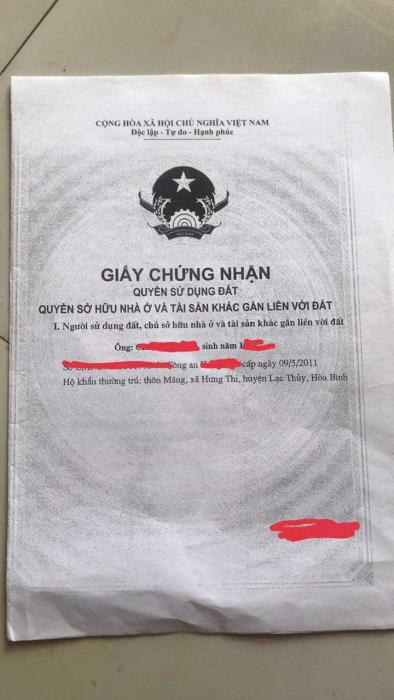 CỘNG HÒA XÃ HỘI CHỦ NGHĨA VIỆT NAM
Độc lập - Tự do - Hạnh phúc
GIẤY CHỨNG NHẬN
QUYỀN SỬ DỤNG ĐẤT
QUYỀN SỞ HỮU NHÀ Ở VÀ TÀI SẢN KHÁC GẮN LIỀN VỚI ĐẤT
I. Người sử dụng đất, chủ sở hữu nhà ở và tài sản khác gắn liền với đất
Ông: sinh năm
Công an cấp ngày 09/5/2011
Hộ khẩu thường trú: thôn Măng, xã Hưng Thi, huyện Lạc Thủy, Hòa Bình